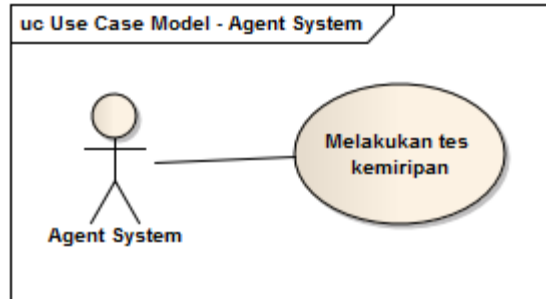 uc Use Case Model - Agent System
Melakukan tes
kemiripan
Agent System